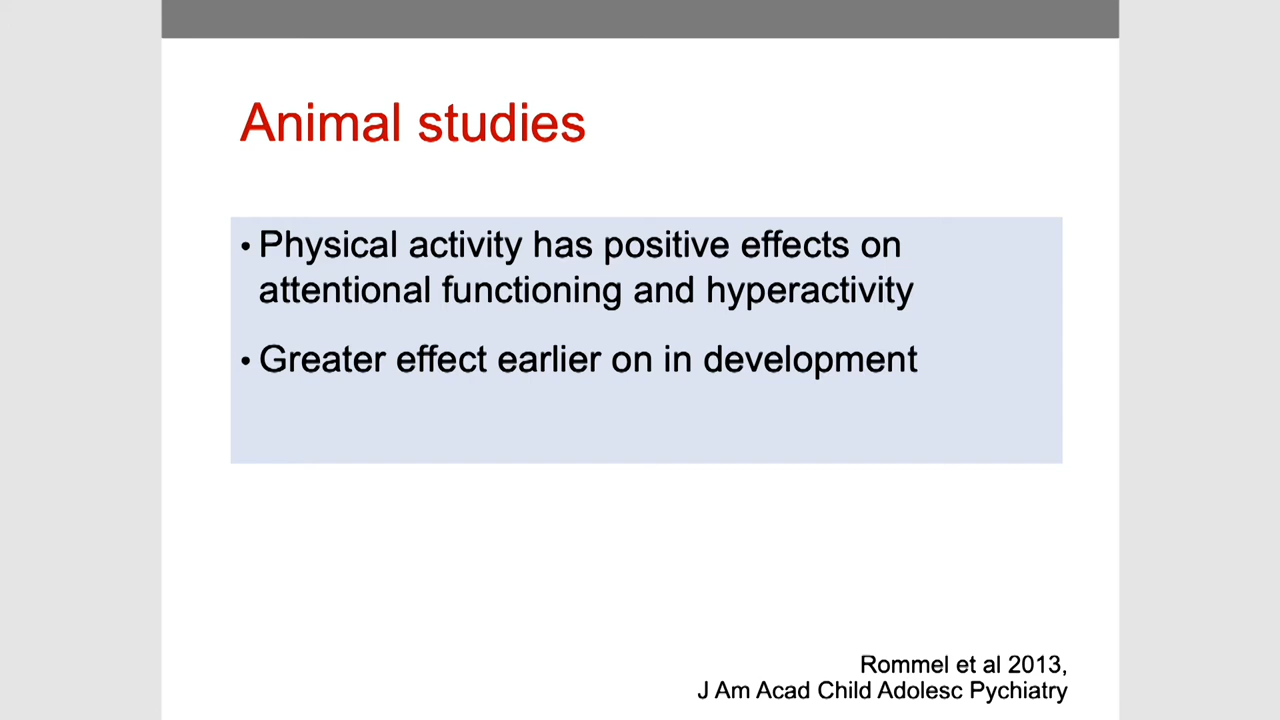 Animal studies
• Physical activity has positive effects on
attentional functioning and hyperactivity
• Greater effect earlier on in development
Rommel et al 2013,
J Am Acad Child Adolesc Pychiatry